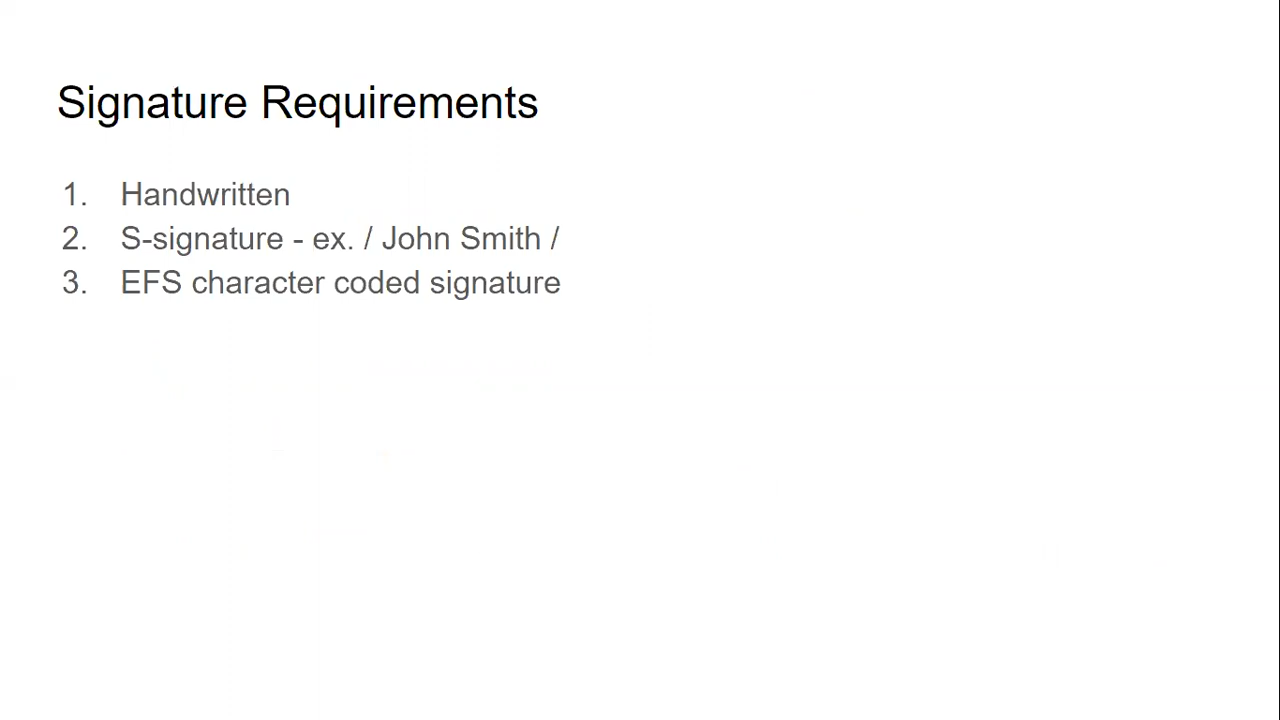 Signature Requirements
1. Handwritten
2. S-signature - ex. / John Smith /
3. EFS character coded signature